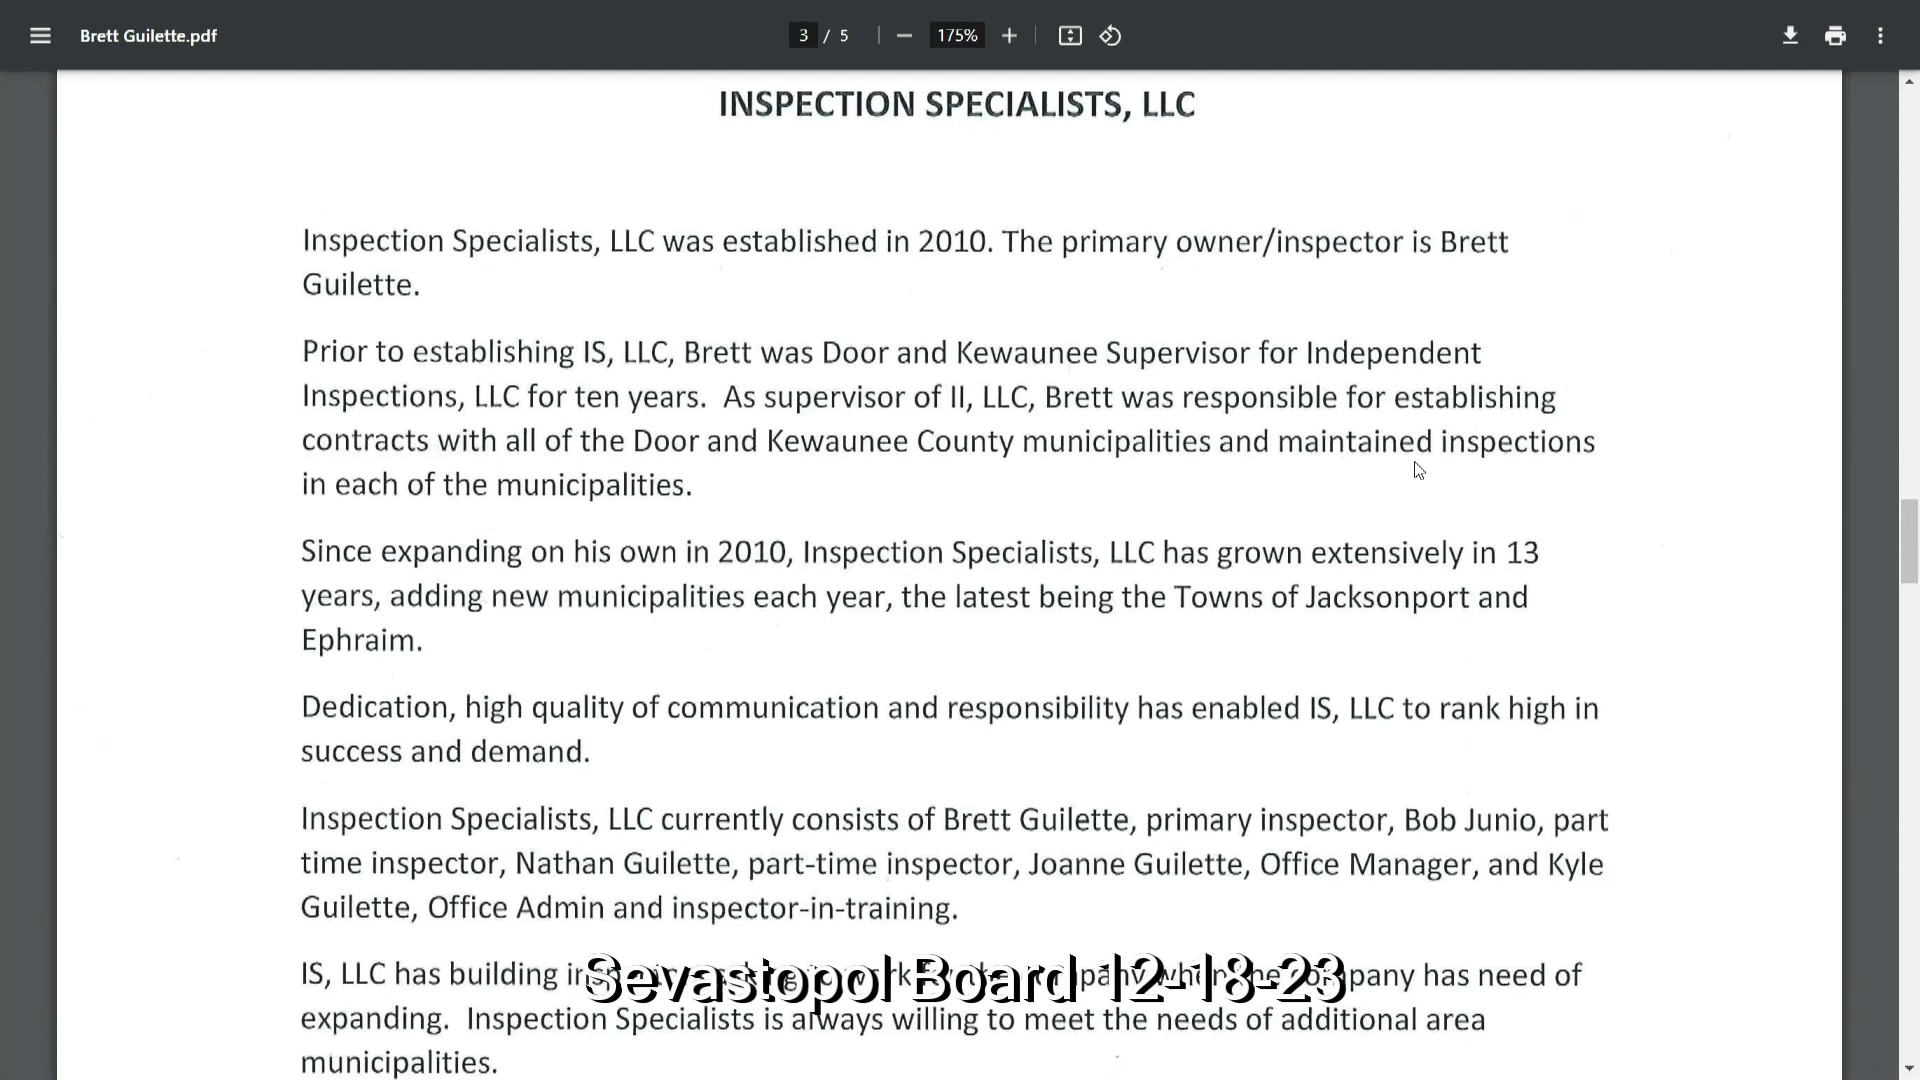 Brett Guilette.pdf
3 / 5
175%
INSPECTION SPECIALISTS, LLC
Inspection Specialists, LLC was established in 2010. The primary owner/inspector is Brett
Guilette.
Prior to establishing IS, LLC, Brett was Door and Kewaunee Supervisor for Independent
Inspections, LLC for ten years.  As supervisor of II, LLC, Brett was responsible for establishing
contracts with all of the Door and Kewaunee County municipalities and maintained inspections
in each of the municipalities.
Since expanding on his own in 2010, Inspection Specialists, LLC has grown extensively in 13
years, adding new municipalities each year, the latest being the Towns of Jacksonport and
Ephraim.
Dedication, high quality of communication and responsibility has enabled IS, LLC to rank high in
success and demand.
Inspection Specialists, LLC currently consists of Brett Guilette, primary inspector, Bob Junio, part
time inspector, Nathan Guilette, part-time inspector, Joanne Guilette, Office Manager, and Kyle
Guilette, Office Admin and inspector-in-training.
IS, LLC has building company has need of
Sevastopol Board 12-18-23
expanding.  Inspection Specialists is always willing to meet the needs of additional area
municipalities.